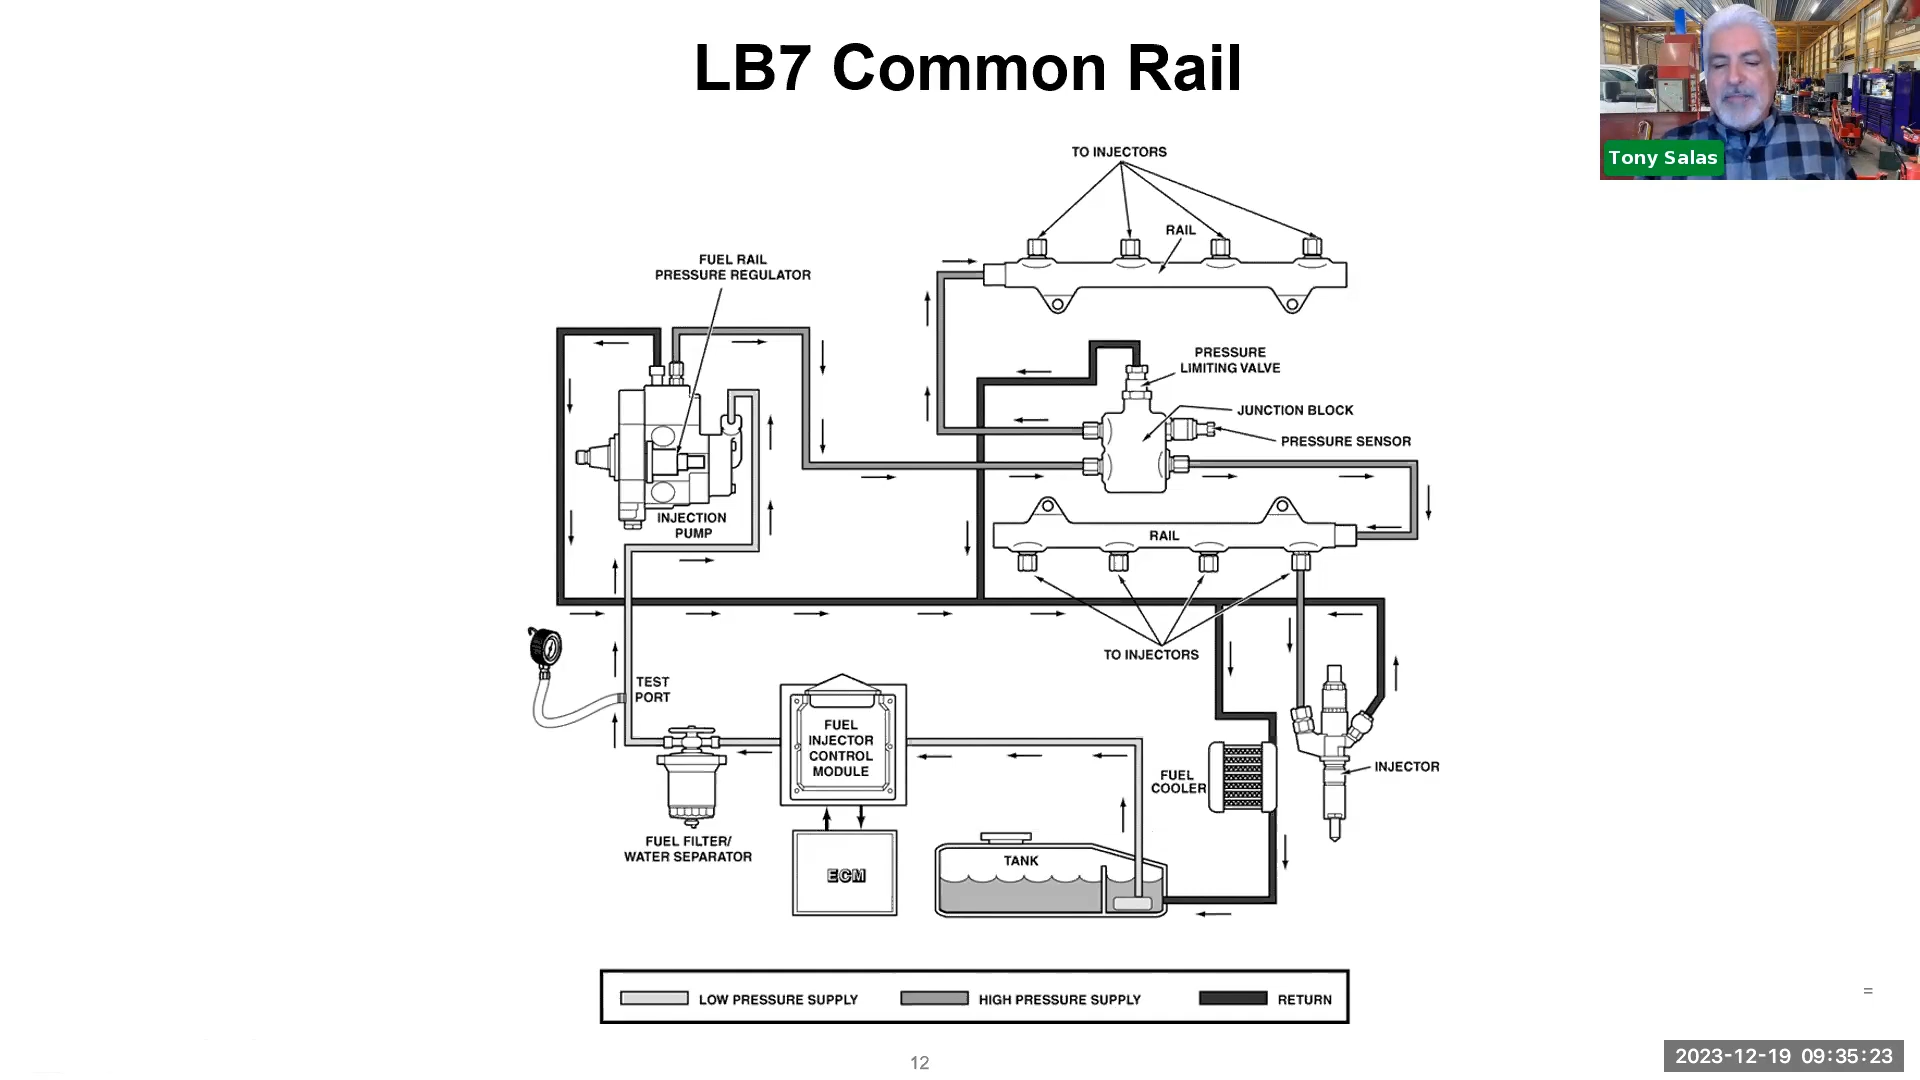 LB7 Common Rail
Tony Salas
TO INJECTORS
RAIL
FUEL RAIL
PRESSURE REGULATOR
PRESSURE
LIMITING VALVE
JUNCTION BLOCK
PRESSURE SENSOR
INJECTION
PUMP
RAIL
TO INJECTORS
TEST
PORT
FUEL
INJECTOR
CONTROL
MODULE
FUEL
COOLER
INJECTOR
FUEL FILTER/
WATER SEPARATOR
ECM
TANK
LOW PRESSURE SUPPLY
HIGH PRESSURE SUPPLY
RETURN
=
12
2023-12-19 09:35:23